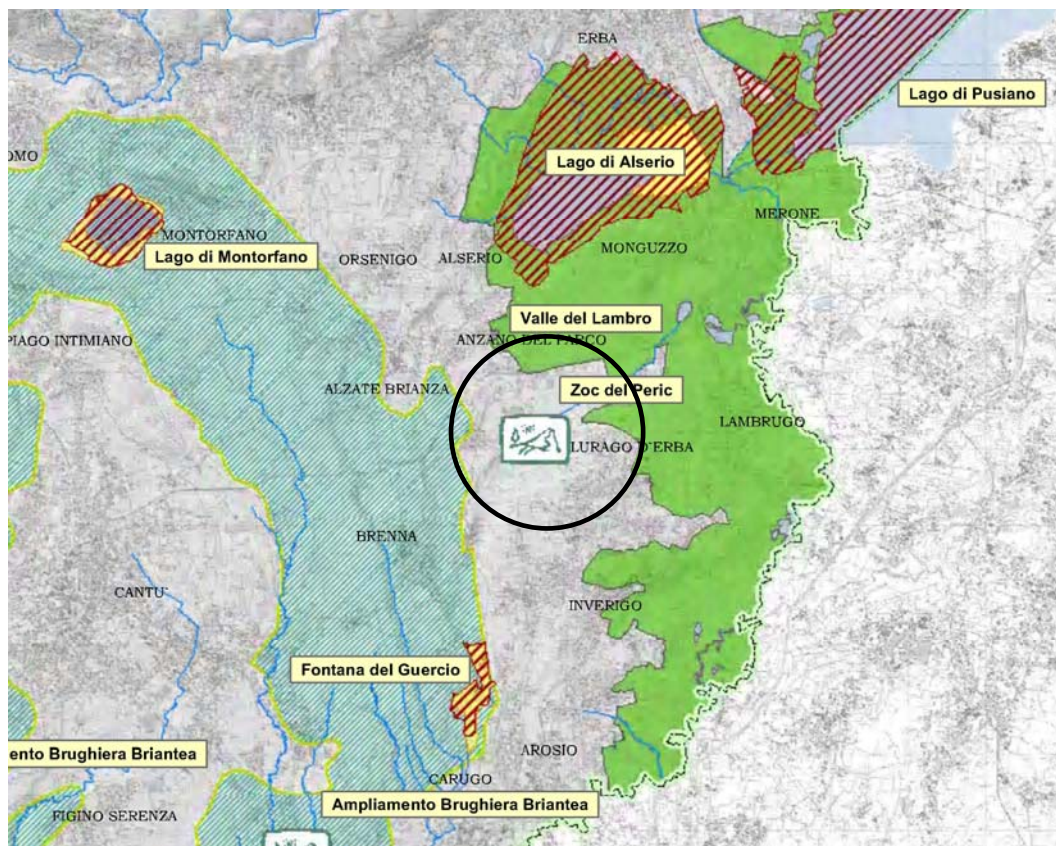 ERBA
Lago di Pusiano
OMO
Lago di Alserio
MERONE
MONTORFANO
MONGUZZO
Lago di Montorfano
ORSENIGO
ALSERIO
Valle del Lambro
PIAGO INTIMIANO
ANZANO DEL PARCO
ALZATE BRIANZA
Zoc del Peric
LAMBRUGO
LURAGO D'ERBA
BRENNA
CANTU'
INVERIGO
Fontana del Guercio
AROSIO
ento Brughiera Briantea
CARUGO
Ampliamento Brughiera Briantea
FIGINO SERENZA